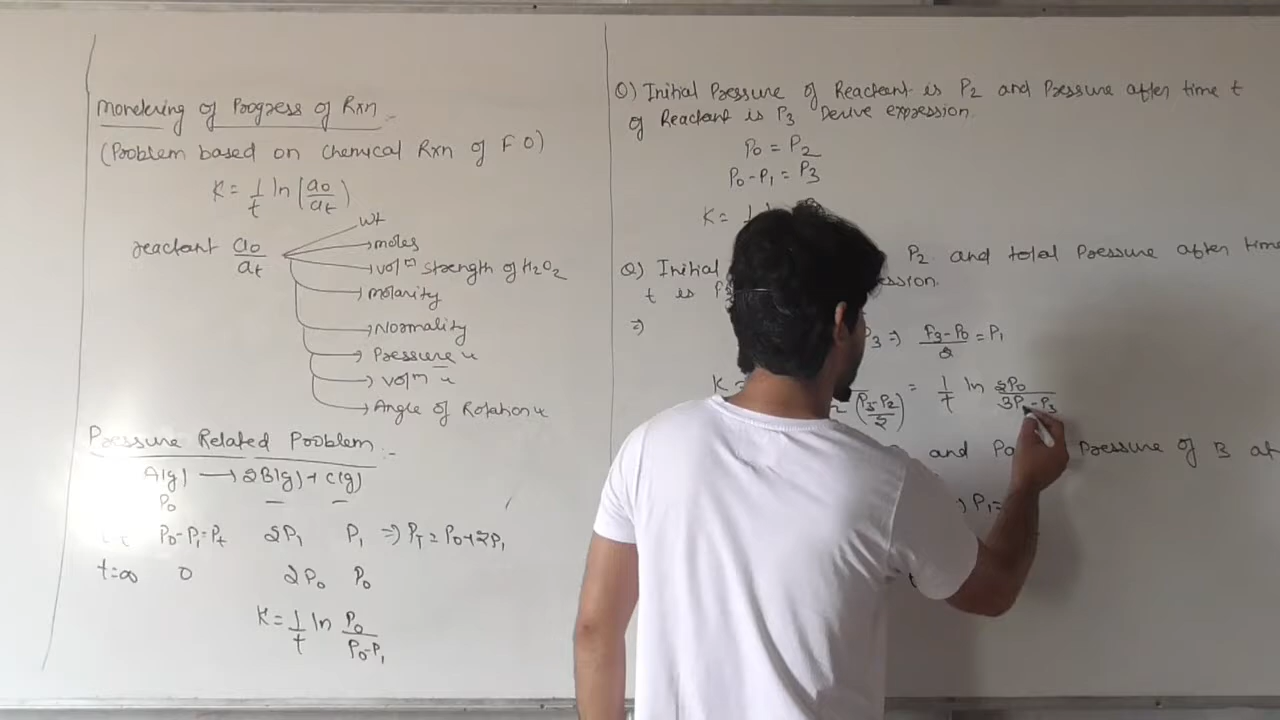 Monetering of Progress of Rxn :-
(Problem based on Chemical Rxn of F O)
K = 1/t ln (a0/at)
reactant a0/at
wt
moles
vol^m strength of H2O2
Molarity
Normality
Pressure
vol^m
Angle of Rotation
Pressure Related Problem :-
A(g) → 2B(g) + C(g)
P0 — —
P0-P1=Pt 2P1 P1 ⇒ PT = P0+2P1
t=∞ 0 2P0 P0
K = 1/t ln P0/(P0-P1)
Q) Initial Pressure of Reactant is P2 and Pressure after time t
of Reactant is P3 Derive expression.
P0 = P2
P0-P1 = P3
K =
Q) Initial P2 and total Pressure after time
t is
⇒ P3 ⇒ (P3-P0)/2 = P1
(P3-P2)/2 = 1/t ln 2P0/(3P -P3)
and Pressure of B at
P1=